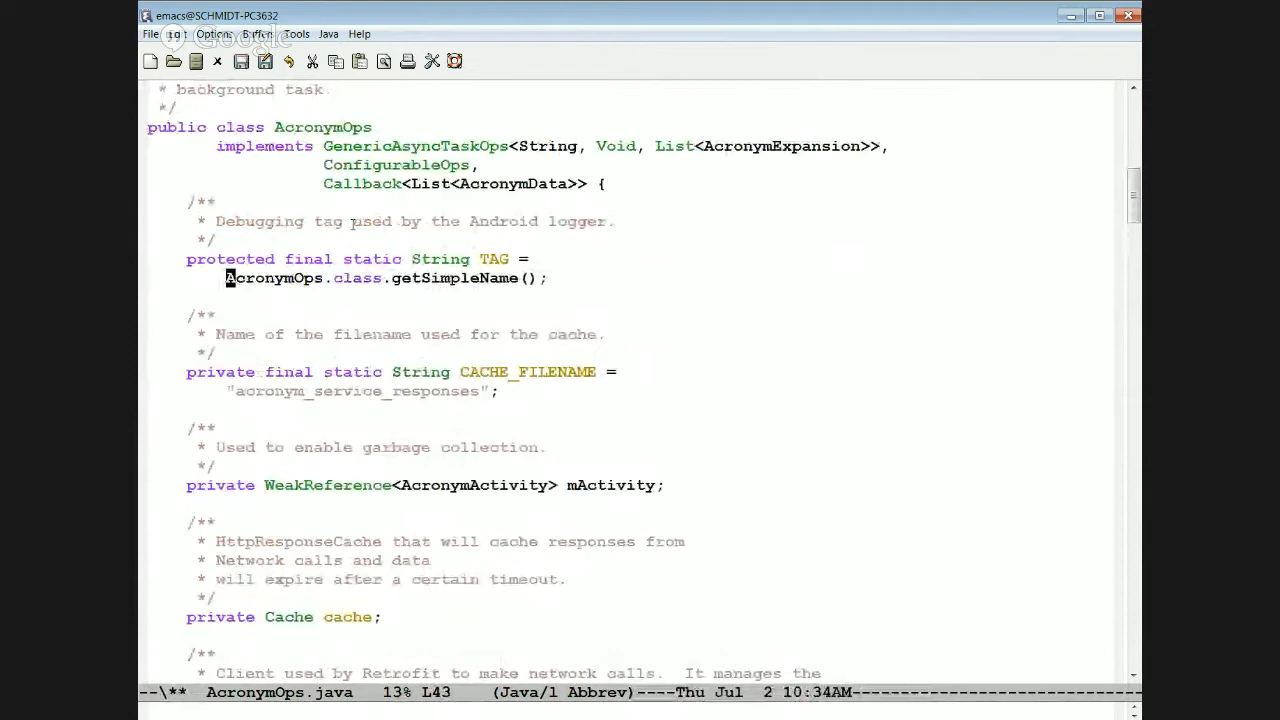 emacs@SCHMIDT-PC3632
File Edit Options Buffers Tools Java Help
Google
* background task.
*/
public class AcronymOps
implements GenericAsyncTaskOps<String, Void, List<AcronymExpansion>>,
ConfigurableOps,
Callback<List<AcronymData>> {
/**
* Debugging tag used by the Android logger.
*/
protected final static String TAG =
AcronymOps.class.getSimpleName();
/**
* Name of the filename used for the cache.
*/
private final static String CACHE_FILENAME =
"acronym_service_responses";
/**
* Used to enable garbage collection.
*/
private WeakReference<AcronymActivity> mActivity;
/**
* HttpResponseCache that will cache responses from
* Network calls and data
* will expire after a certain timeout.
*/
private Cache cache;
/**
* Client used by Retrofit to make network calls.  It manages the
--\** AcronymOps.java 13% L43 (Java/l Abbrev)----Thu Jul 2 10:34AM------------------------------